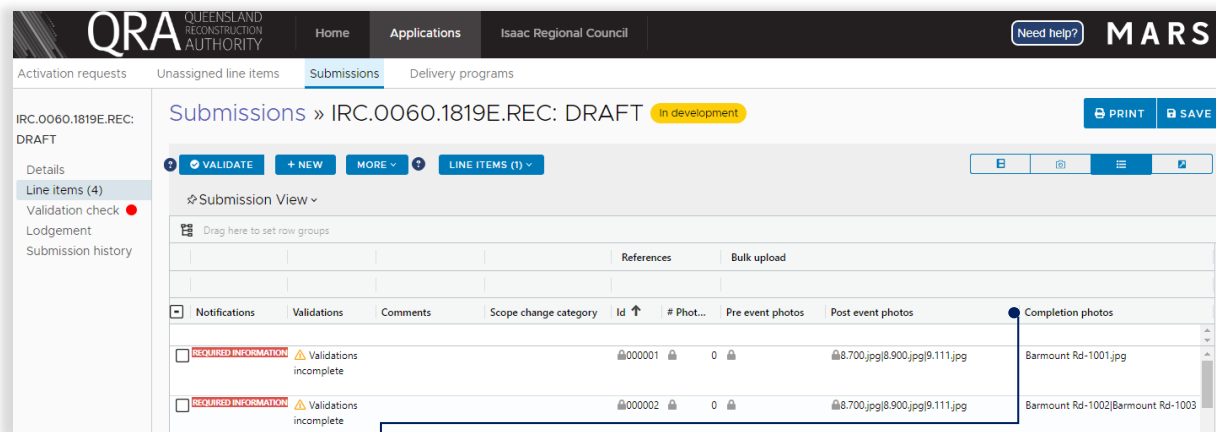 QRA QUEENSLAND RECONSTRUCTION AUTHORITY Home Applications Isaac Regional Council Need help? MARS
Activation requests Unassigned line items Submissions Delivery programs
IRC.0060.1819E.REC: DRAFT
Details
Line items (4)
Validation check
Lodgement
Submission history
Submissions » IRC.0060.1819E.REC: DRAFT In development PRINT SAVE
? VALIDATE + NEW MORE ? LINE ITEMS (1)
Submission View
Drag here to set row groups
References Bulk upload
Notifications Validations Comments Scope change category Id ↑ # Phot... Pre event photos Post event photos Completion photos
REQUIRED INFORMATION Validations incomplete 000001 0 8.700.jpg|8.900.jpg|9.111.jpg Barmount Rd-1001.jpg
REQUIRED INFORMATION Validations incomplete 000002 0 8.700.jpg|8.900.jpg|9.111.jpg Barmount Rd-1002|Barmount Rd-1003